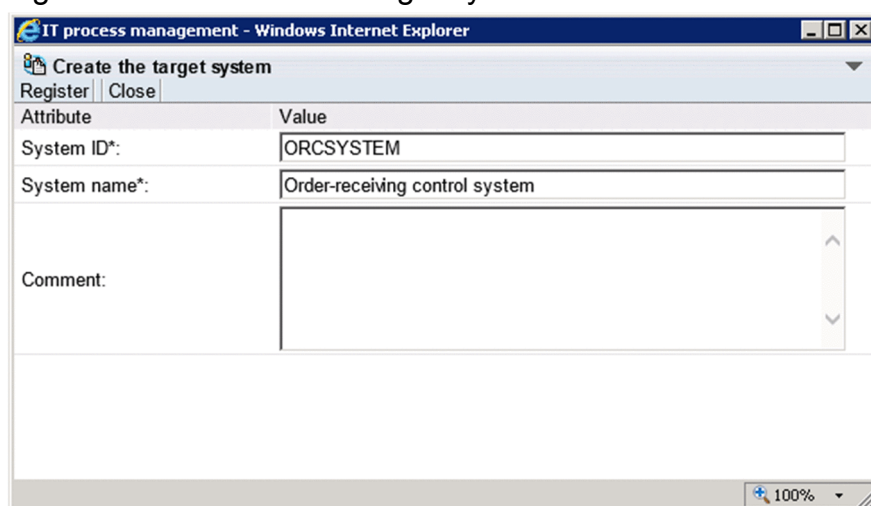 IT process management - Windows Internet Explorer
Create the target system
Register Close
Attribute Value
System ID*: ORCSYSTEM
System name*: Order-receiving control system
Comment:
100%